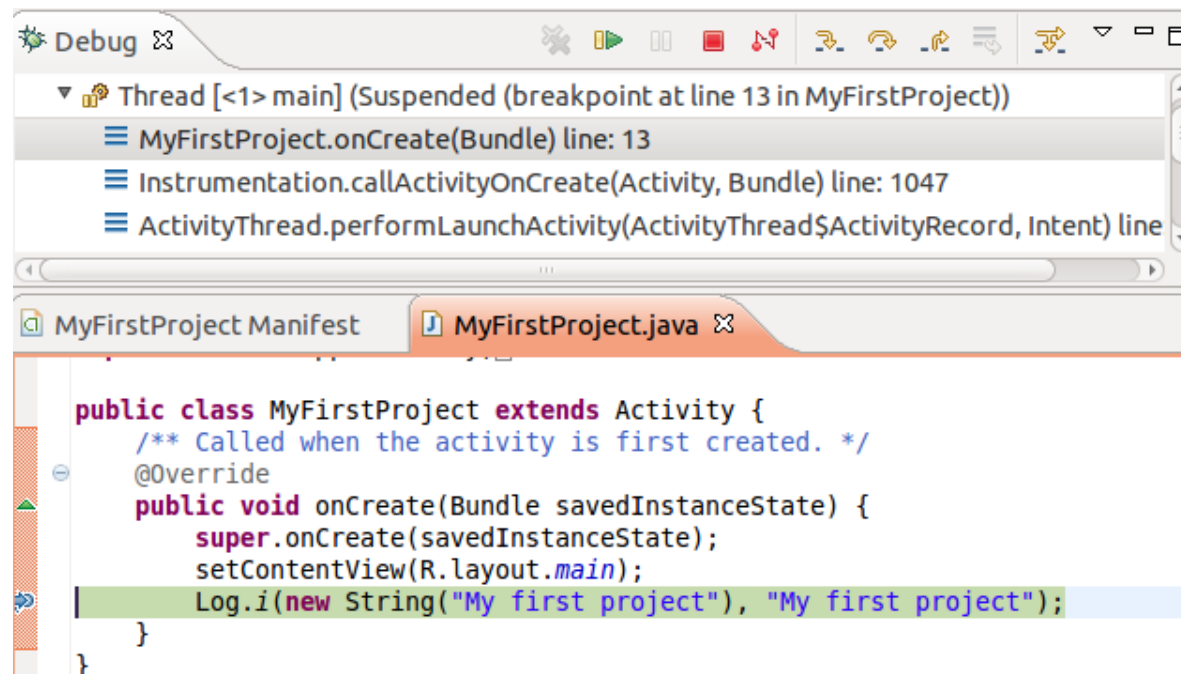 Debug
Thread [<1> main] (Suspended (breakpoint at line 13 in MyFirstProject))
MyFirstProject.onCreate(Bundle) line: 13
Instrumentation.callActivityOnCreate(Activity, Bundle) line: 1047
ActivityThread.performLaunchActivity(ActivityThread$ActivityRecord, Intent) line
MyFirstProject Manifest
MyFirstProject.java
public class MyFirstProject extends Activity {
/** Called when the activity is first created. */
@Override
public void onCreate(Bundle savedInstanceState) {
super.onCreate(savedInstanceState);
setContentView(R.layout.main);
Log.i(new String("My first project"), "My first project");
}
}